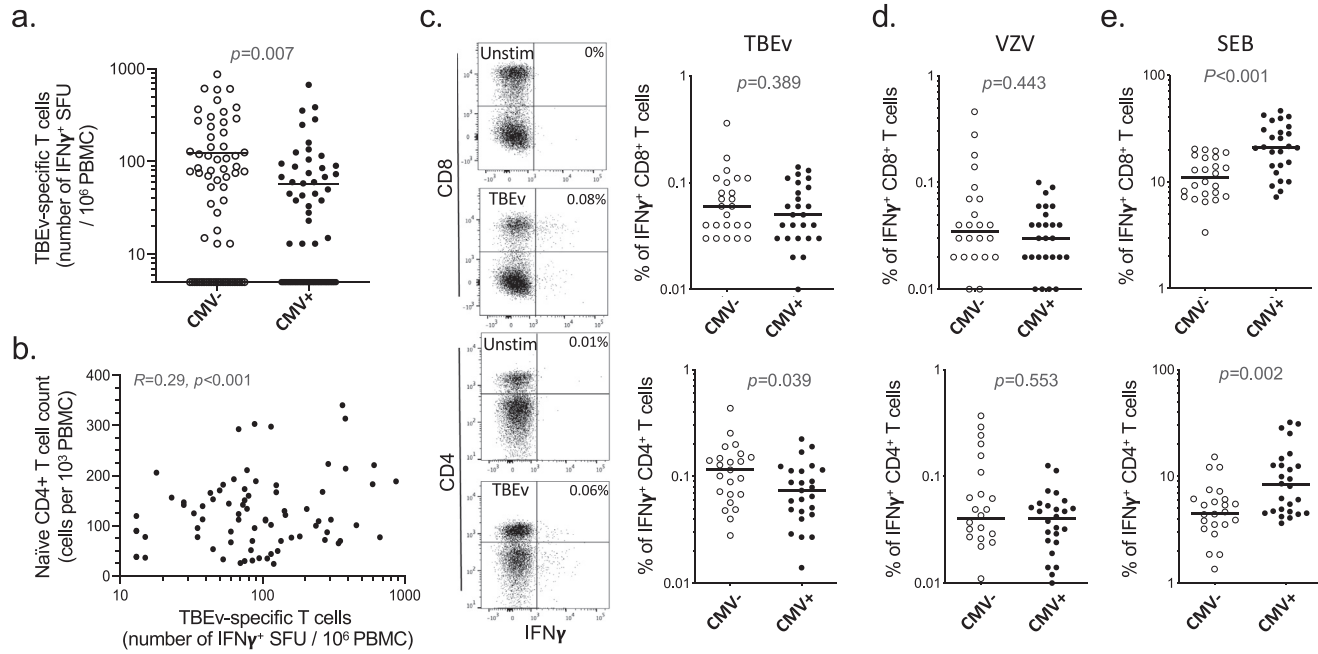 a.
p=0.007
TBEv-specific T cells
(number of IFNγ+ SFU
/ 10⁶ PBMC)
1000
100
10
CMV-
CMV+
b.
R=0.29, p<0.001
Naïve CD4+ T cell count
(cells per 10³ PBMC)
400
300
200
100
0
10
100
1000
TBEv-specific T cells
(number of IFNγ⁺ SFU / 10⁶ PBMC)
c.
CD8
Unstim
0%
TBEv
0.08%
CD4
Unstim
0.01%
TBEv
0.06%
IFNγ
TBEv
p=0.389
% of IFNγ⁺ CD8⁺ T cells
1
0.1
0.01
CMV-
CMV+
p=0.039
% of IFNγ⁺ CD4⁺ T cells
1
0.1
0.01
CMV-
CMV+
d.
VZV
p=0.443
% of IFNγ⁺ CD8⁺ T cells
1
0.1
0.01
CMV-
CMV+
p=0.553
% of IFNγ⁺ CD4⁺ T cells
1
0.1
0.01
CMV-
CMV+
e.
SEB
P<0.001
% of IFNγ⁺ CD8⁺ T cells
100
10
1
CMV-
CMV+
p=0.002
% of IFNγ⁺ CD4⁺ T cells
100
10
1
CMV-
CMV+